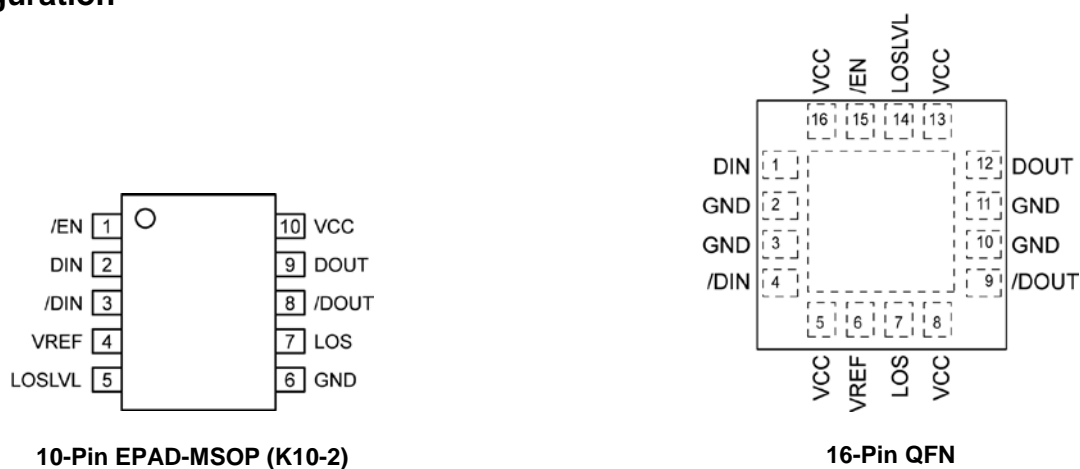 guration
/EN 1 10 VCC
DIN 2 9 DOUT
/DIN 3 8 /DOUT
VREF 4 7 LOS
LOSLVL 5 6 GND
10-Pin EPAD-MSOP (K10-2)
VCC /EN LOSLVL VCC
16 15 14 13
DIN 1 12 DOUT
GND 2 11 GND
GND 3 10 GND
/DIN 4 9 /DOUT
5 6 7 8
VCC VREF LOS VCC
16-Pin QFN